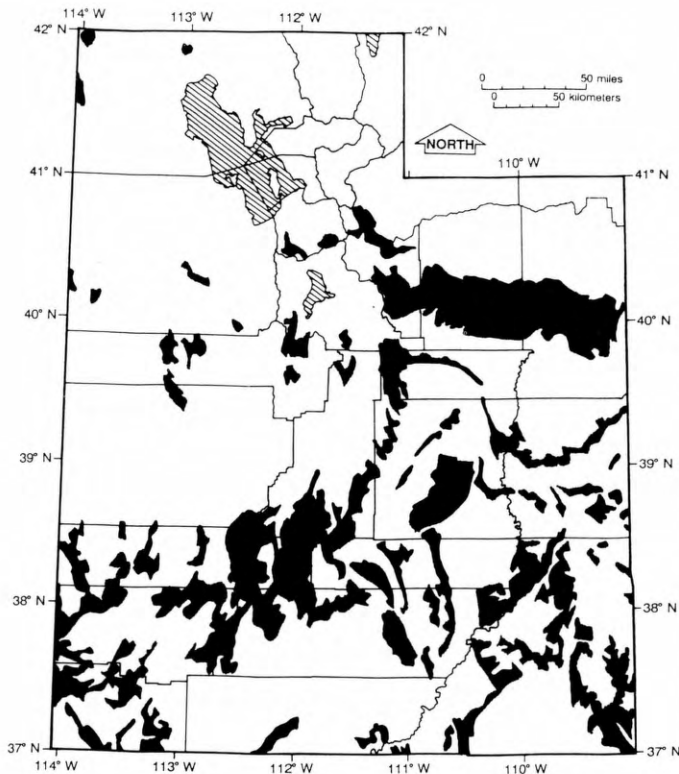 114° W 113° W 112° W
42° N 42° N
0 50 miles
0 50 kilometers
NORTH
110° W
41° N 41° N
40° N 40° N
39° N 39° N
38° N 38° N
37° N 37° N
114° W 113° W 112° W 111° W 110° W